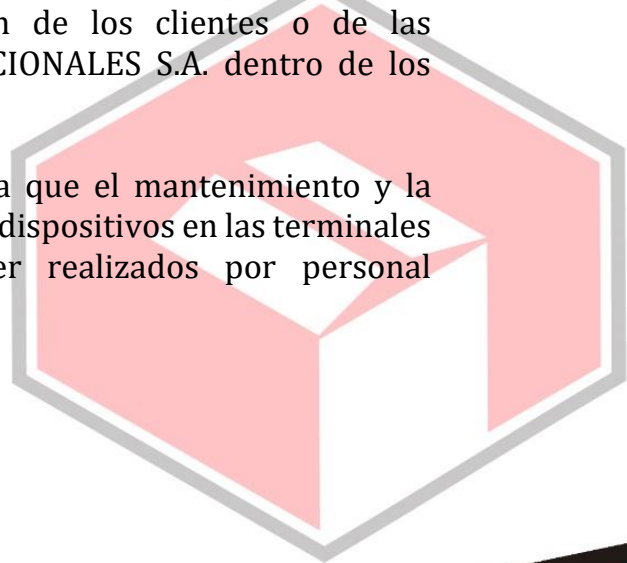 de los clientes o de las
CIONALES S.A. dentro de los
que el mantenimiento y la
dispositivos en las terminales
realizados por personal